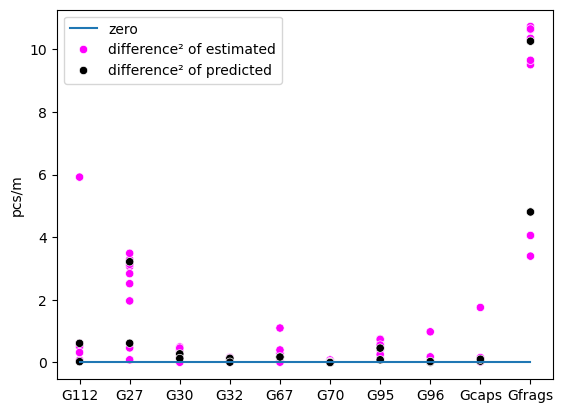 zero
difference² of estimated
difference² of predicted
pcs/m
10
8
6
4
2
0
G112 G27 G30 G32 G67 G70 G95 G96 Gcaps Gfrags